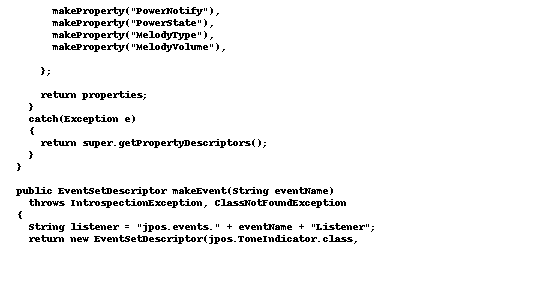 makeProperty("PowerNotify"),
      makeProperty("PowerState"),
      makeProperty("MelodyType"),
      makeProperty("MelodyVolume"),
    };
    return properties;
  }
  catch(Exception e)
  {
    return super.getPropertyDescriptors();
  }
}
public EventSetDescriptor makeEvent(String eventName)
  throws IntrospectionException, ClassNotFoundException
{
  String listener = "jpos.events." + eventName + "Listener";
  return new EventSetDescriptor(jpos.ToneIndicator.class,